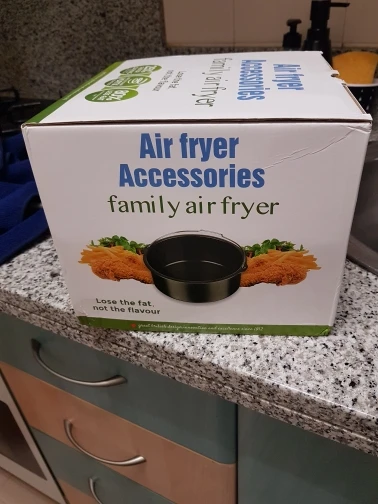 Air fryer
Accessories
family air fryer
Air fryer
Accessories
family air fryer
Lose the fat,
not the flavour